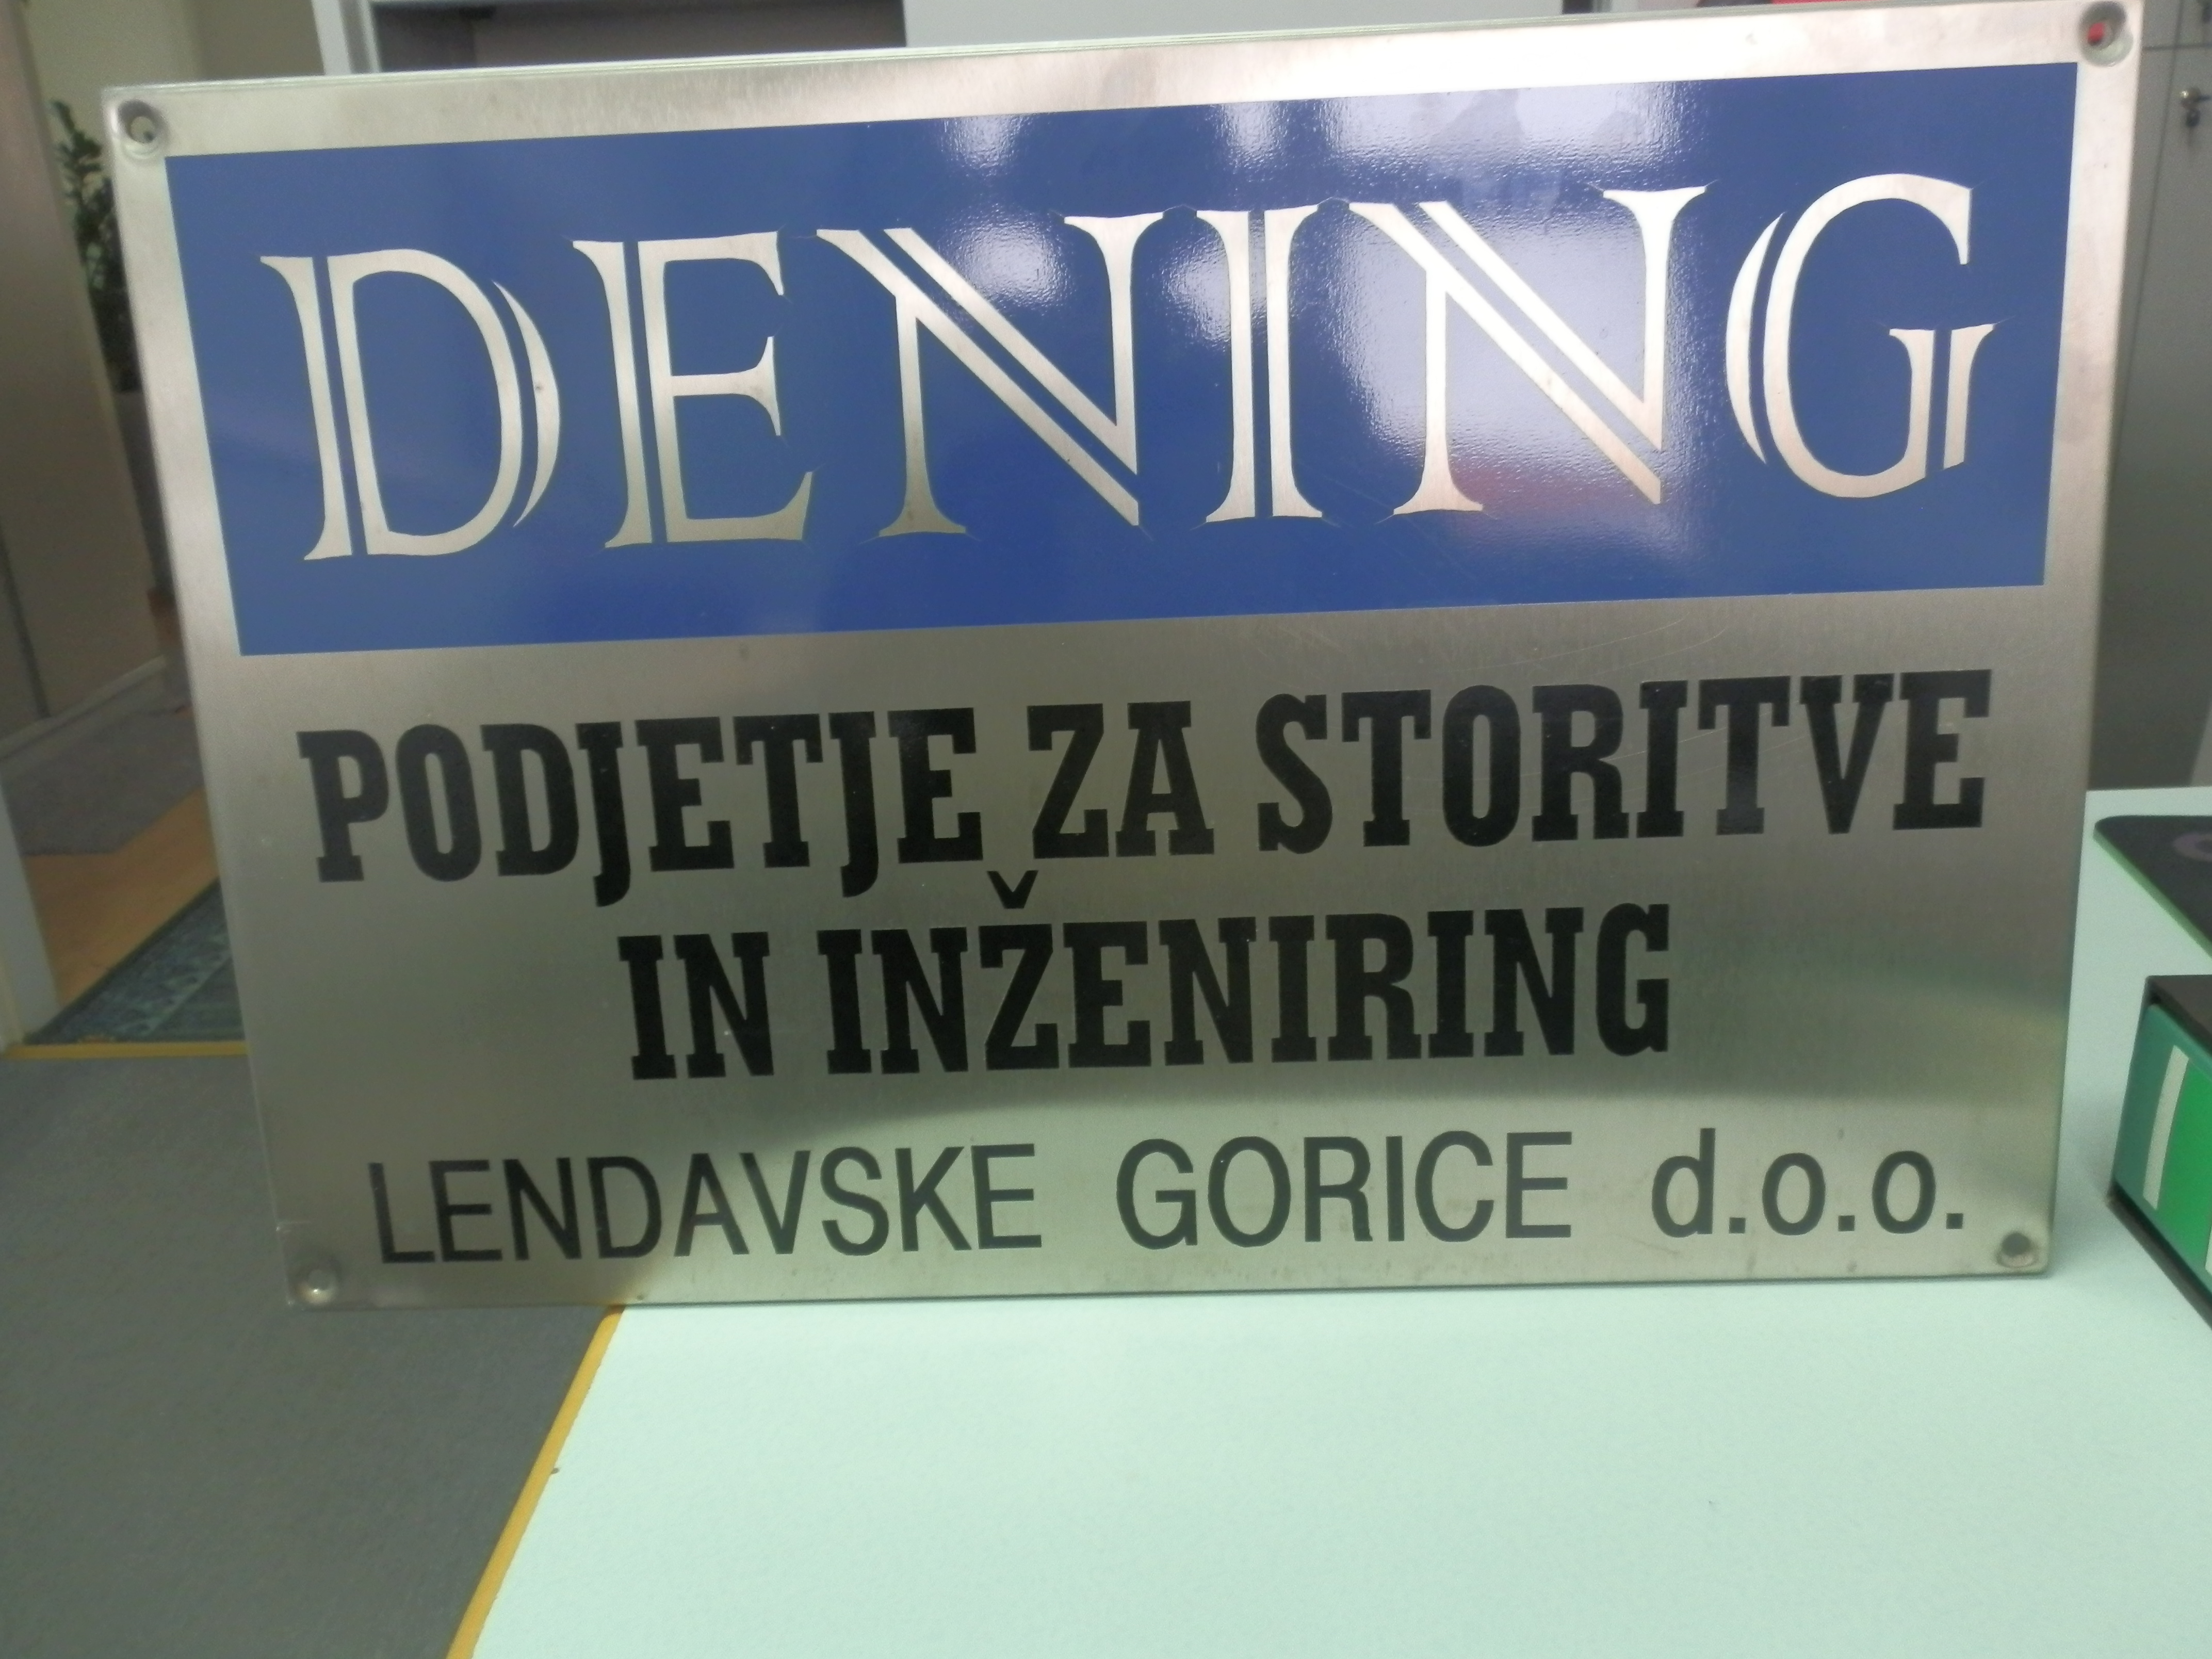 DENING
PODJETJE ZA STORITVE
IN INŽENIRING
LENDAVSKE GORICE d.o.o.